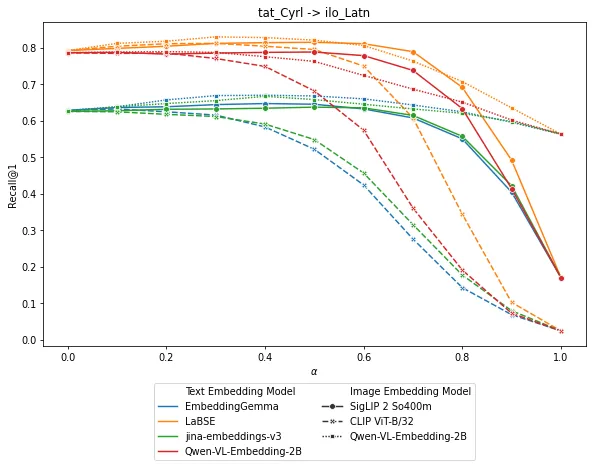 tat_Cyrl -> ilo_Latn
Recall@1
0.8
0.7
0.6
0.5
0.4
0.3
0.2
0.1
0.0
0.0 0.2 0.4 0.6 0.8 1.0
α
Text Embedding Model Image Embedding Model
EmbeddingGemma SigLIP 2 So400m
LaBSE CLIP ViT-B/32
jina-embeddings-v3 Qwen-VL-Embedding-2B
Qwen-VL-Embedding-2B